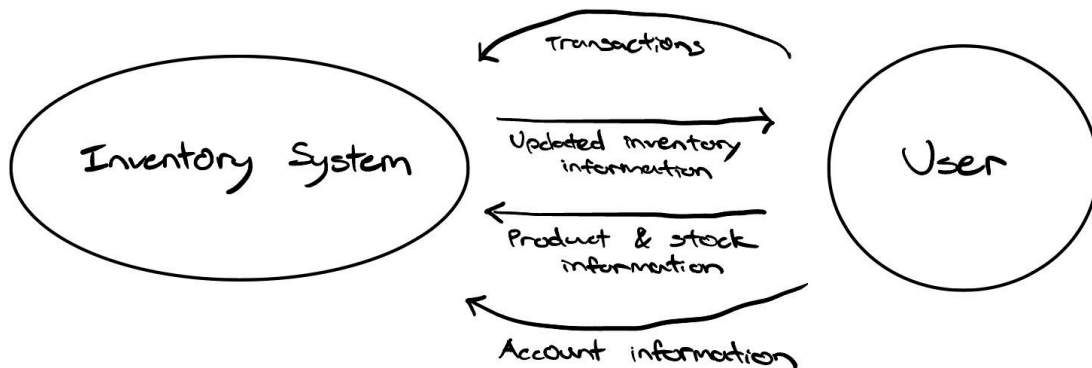 Transactions
Inventory System
Updated inventory
information
User
Product & stock
information
Account information